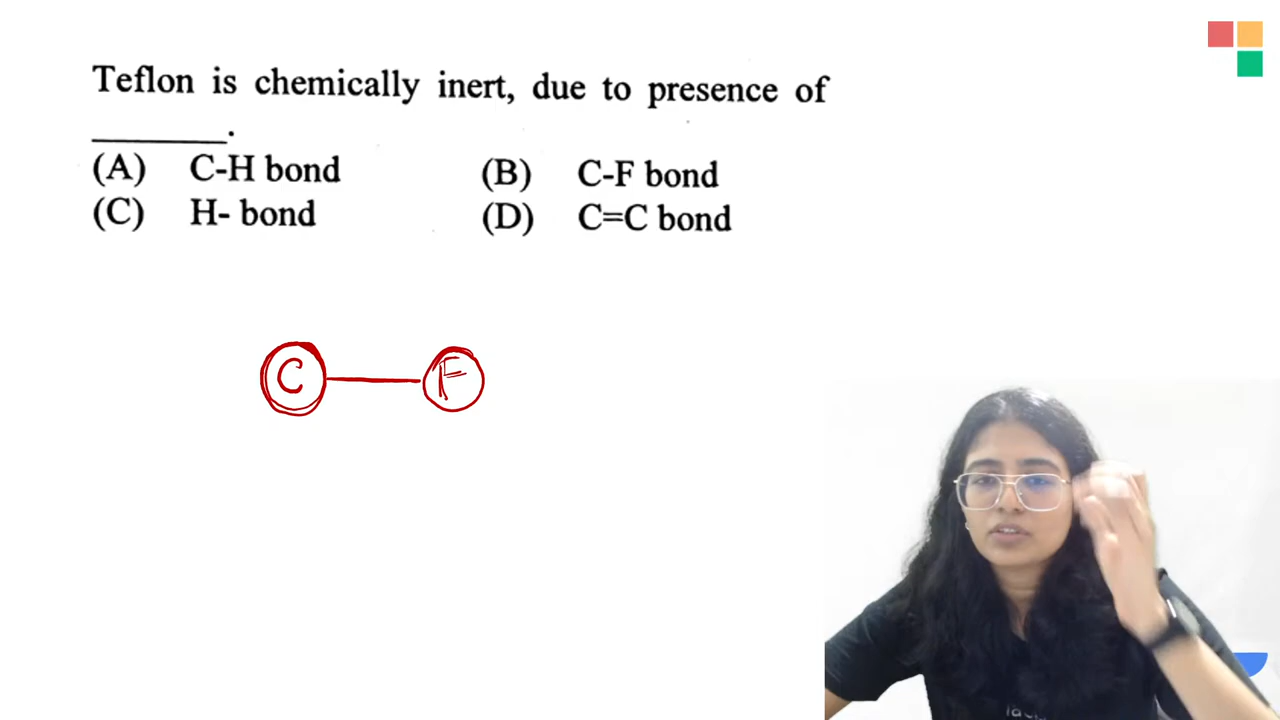 Teflon is chemically inert, due to presence of
________.
(A) C-H bond (B) C-F bond
(C) H- bond (D) C=C bond
C F